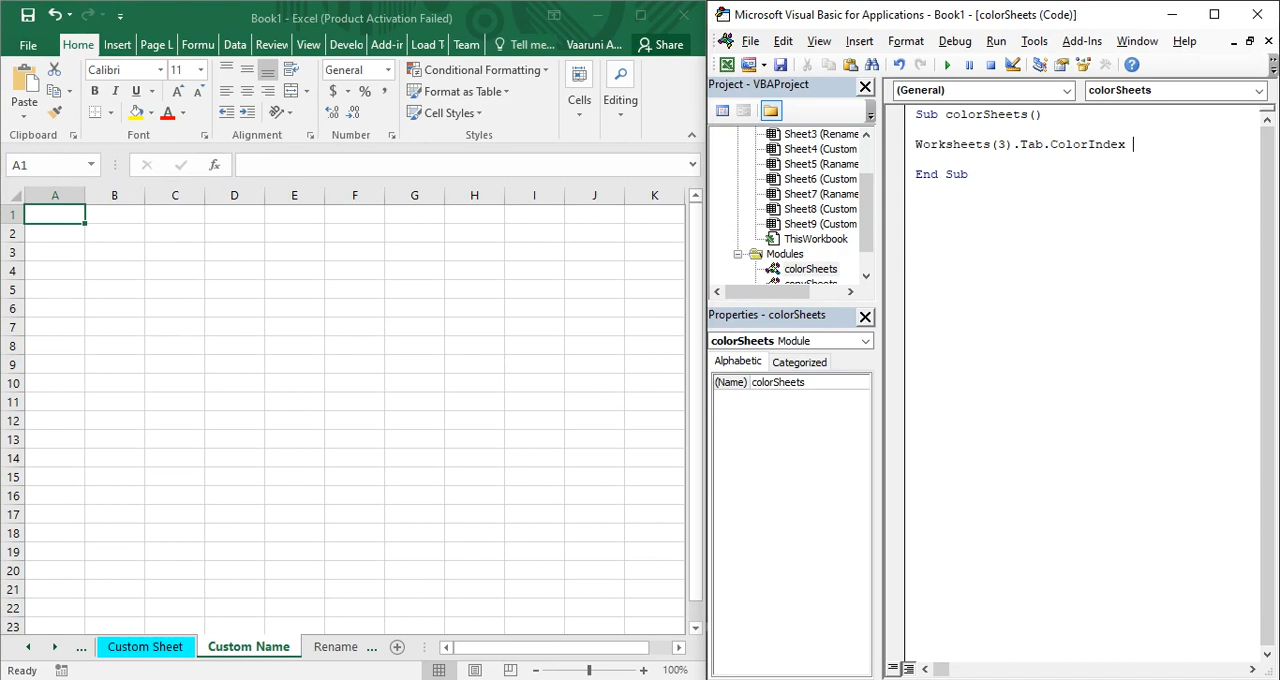 Book1 - Excel (Product Activation Failed)
File Home Insert Page L Formu Data Review View Develo Add-ir Load T Team Tell me... Vaaruni A... Share
Paste
Clipboard
Calibri 11
B I U
A A
A
Font
Alignment
General
$ % ,
Number
Conditional Formatting
Format as Table
Cell Styles
Styles
Cells
Editing
A1
fx
A B C D E F G H I J K
1
2
3
4
5
6
7
8
9
10
11
12
13
14
15
16
17
18
19
20
21
22
23
... Custom Sheet Custom Name Rename ...
Ready
100%
Microsoft Visual Basic for Applications - Book1 - [colorSheets (Code)]
File Edit View Insert Format Debug Run Tools Add-Ins Window Help
Project - VBAProject
Sheet3 (Rename
Sheet4 (Custom
Sheet5 (Raname
Sheet6 (Custom
Sheet7 (Raname
Sheet8 (Custom
Sheet9 (Custom
ThisWorkbook
Modules
colorSheets
copySheets
Properties - colorSheets
colorSheets Module
Alphabetic Categorized
(Name) colorSheets
(General) colorSheets
Sub colorSheets()
Worksheets(3).Tab.ColorIndex
End Sub